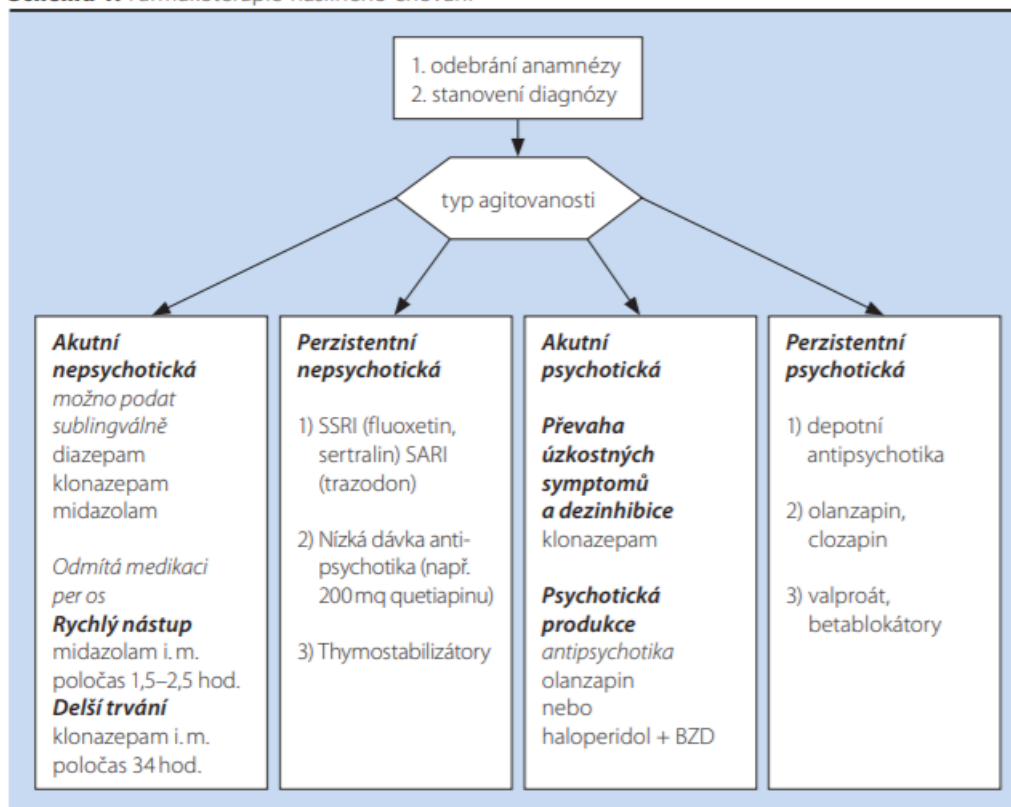 1. odebrání anamnézy
2. stanovení diagnózy
typ agitovanosti
Akutní
nepsychotická
možno podat
sublingválně
diazepam
klonazepam
midazolam
Odmítá medikaci
per os
Rychlý nástup
midazolam i. m.
poločas 1,5–2,5 hod.
Delší trvání
klonazepam i. m.
poločas 34 hod.
Perzistentní
nepsychotická
1) SSRI (fluoxetin,
sertralin) SARI
(trazodon)
2) Nízká dávka anti-
psychotika (např.
200 mq quetiapinu)
3) Thymostabilizátory
Akutní
psychotická
Převaha
úzkostných
symptomů
a dezinhibice
klonazepam
Psychotická
produkce
antipsychotika
olanzapin
nebo
haloperidol + BZD
Perzistentní
psychotická
1) depotní
antipsychotika
2) olanzapin,
clozapin
3) valproát,
betablokátory